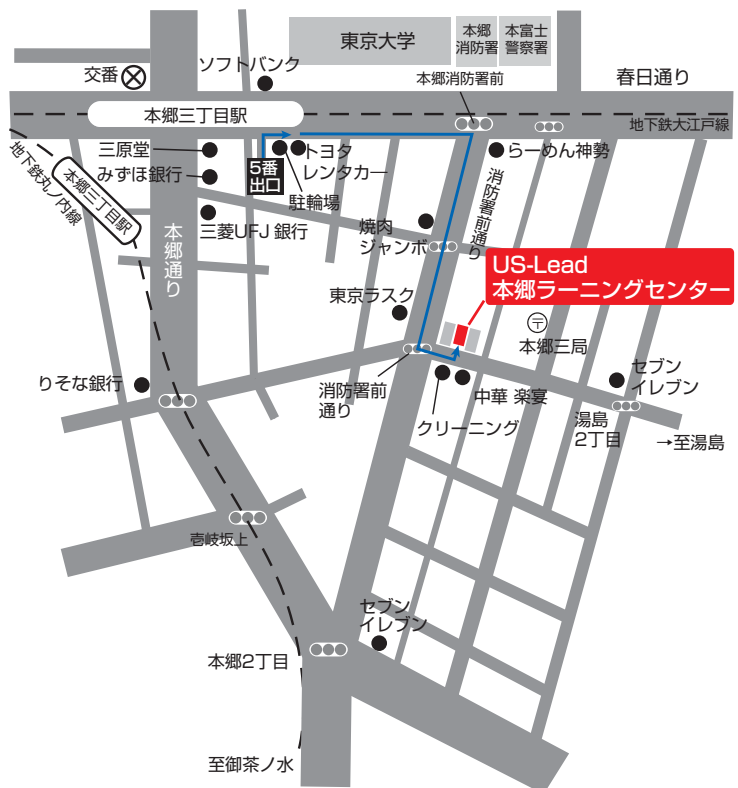 東京大学
本郷
消防署
本富士
警察署
交番
ソフトバンク
本郷消防署前
春日通り
本郷三丁目駅
地下鉄大江戸線
三原堂
みずほ銀行
5番
出口
トヨタ
レンタカー
駐輪場
らーめん神勢
地下鉄丸ノ内線
本郷三丁目駅
三菱UFJ 銀行
本郷通り
焼肉
ジャンボ
消防署前通り
US-Lead
本郷ラーニングセンター
東京ラスク
〒
本郷三局
りそな銀行
消防署前
通り
中華 楽宴
クリーニング
セブン
イレブン
湯島
2丁目
→至湯島
壱岐坂上
セブン
イレブン
本郷2丁目
至御茶ノ水